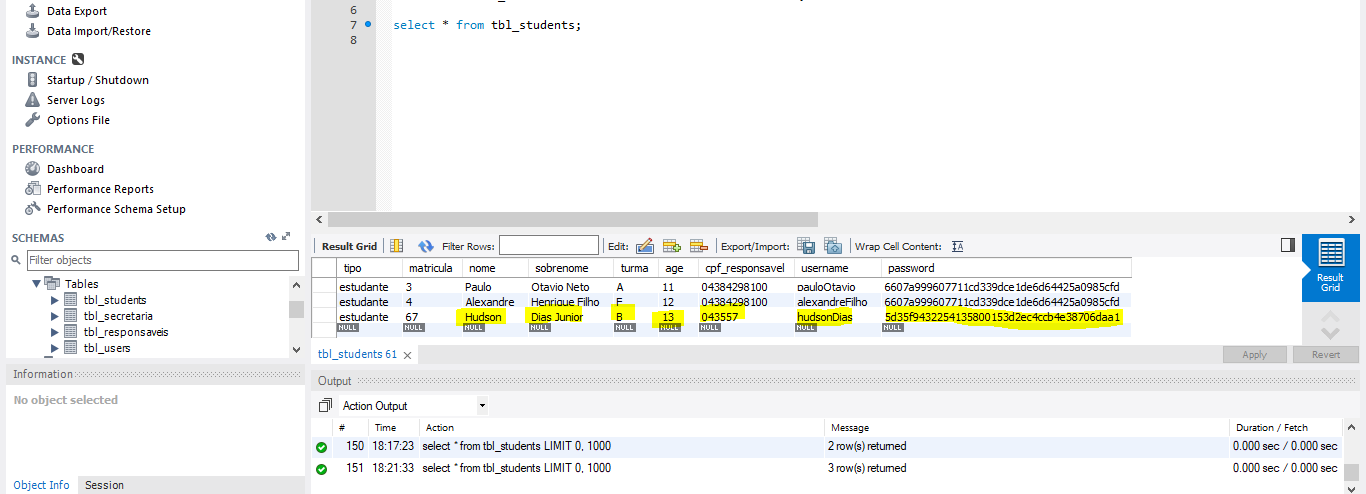 Data Export
Data Import/Restore
INSTANCE
Startup / Shutdown
Server Logs
Options File
PERFORMANCE
Dashboard
Performance Reports
Performance Schema Setup
SCHEMAS
Filter objects
Tables
tbl_students
tbl_secretaria
tbl_responsaveis
tbl_users
Information
No object selected
Object Info Session
6
7 select * from tbl_students;
8
Result Grid Filter Rows: Edit: Export/Import: Wrap Cell Content: IA
tipo matricula nome sobrenome turma age cpf_responsavel username password
estudante 3 Paulo Otavio Neto A 11 04384298100 pauloOtavio 6607a999607711cd339dce1de6d64425a0985cfd
estudante 4 Alexandre Henrique Filho F 12 04384298100 alexandreFilho 6607a999607711cd339dce1de6d64425a0985cfd
estudante 67 Hudson Dias Junior B 13 043557 hudsonDias 5d35f9432254135800153d2ec4ccb4e38706daa1
NULL NULL NULL NULL NULL NULL NULL NULL NULL
Result
Grid
tbl_students 61 Apply Revert
Output
Action Output
# Time Action Message Duration / Fetch
150 18:17:23 select * from tbl_students LIMIT 0, 1000 2 row(s) returned 0.000 sec / 0.000 sec
151 18:21:33 select * from tbl_students LIMIT 0, 1000 3 row(s) returned 0.000 sec / 0.000 sec